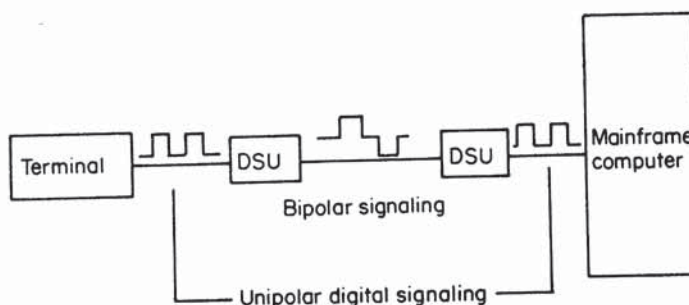 Terminal
DSU
DSU
Mainframe
computer
Bipolar signaling
Unipolar digital signaling